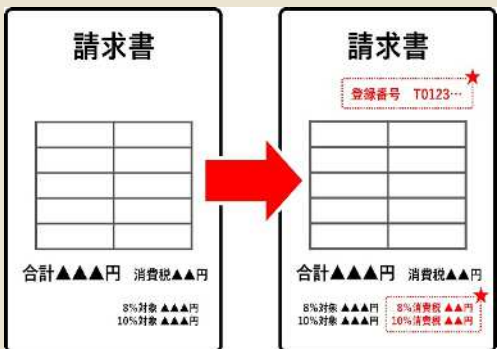 請求書
合計▲▲▲円 消費税▲▲円
8%対象 ▲▲▲円
10%対象 ▲▲▲円
請求書
登録番号 T0123…
合計▲▲▲円 消費税▲▲円
8%対象 ▲▲▲円 8%消費税 ▲▲円
10%対象 ▲▲▲円 10%消費税 ▲▲円